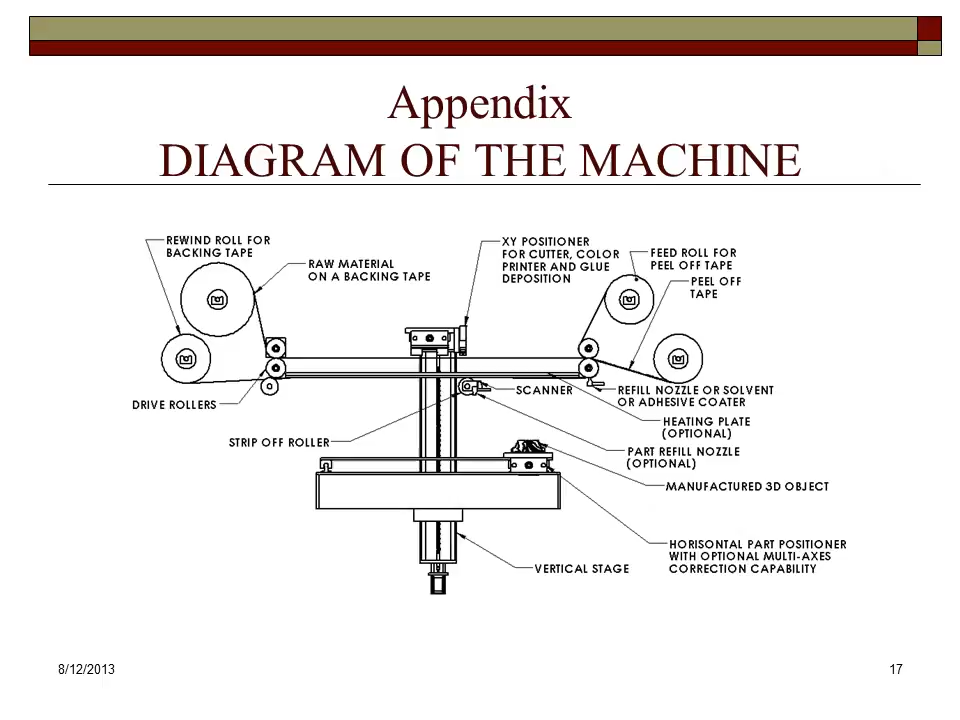 Appendix
DIAGRAM OF THE MACHINE
REWIND ROLL FOR
BACKING TAPE
RAW MATERIAL
ON A BACKING TAPE
XY POSITIONER
FOR CUTTER, COLOR
PRINTER AND GLUE
DEPOSITION
FEED ROLL FOR
PEEL OFF TAPE
PEEL OFF
TAPE
DRIVE ROLLERS
SCANNER
REFILL NOZZLE OR SOLVENT
OR ADHESIVE COATER
HEATING PLATE
(OPTIONAL)
STRIP OFF ROLLER
PART REFILL NOZZLE
(OPTIONAL)
MANUFACTURED 3D OBJECT
HORISONTAL PART POSITIONER
WITH OPTIONAL MULTI-AXES
CORRECTION CAPABILITY
VERTICAL STAGE
8/12/2013
17